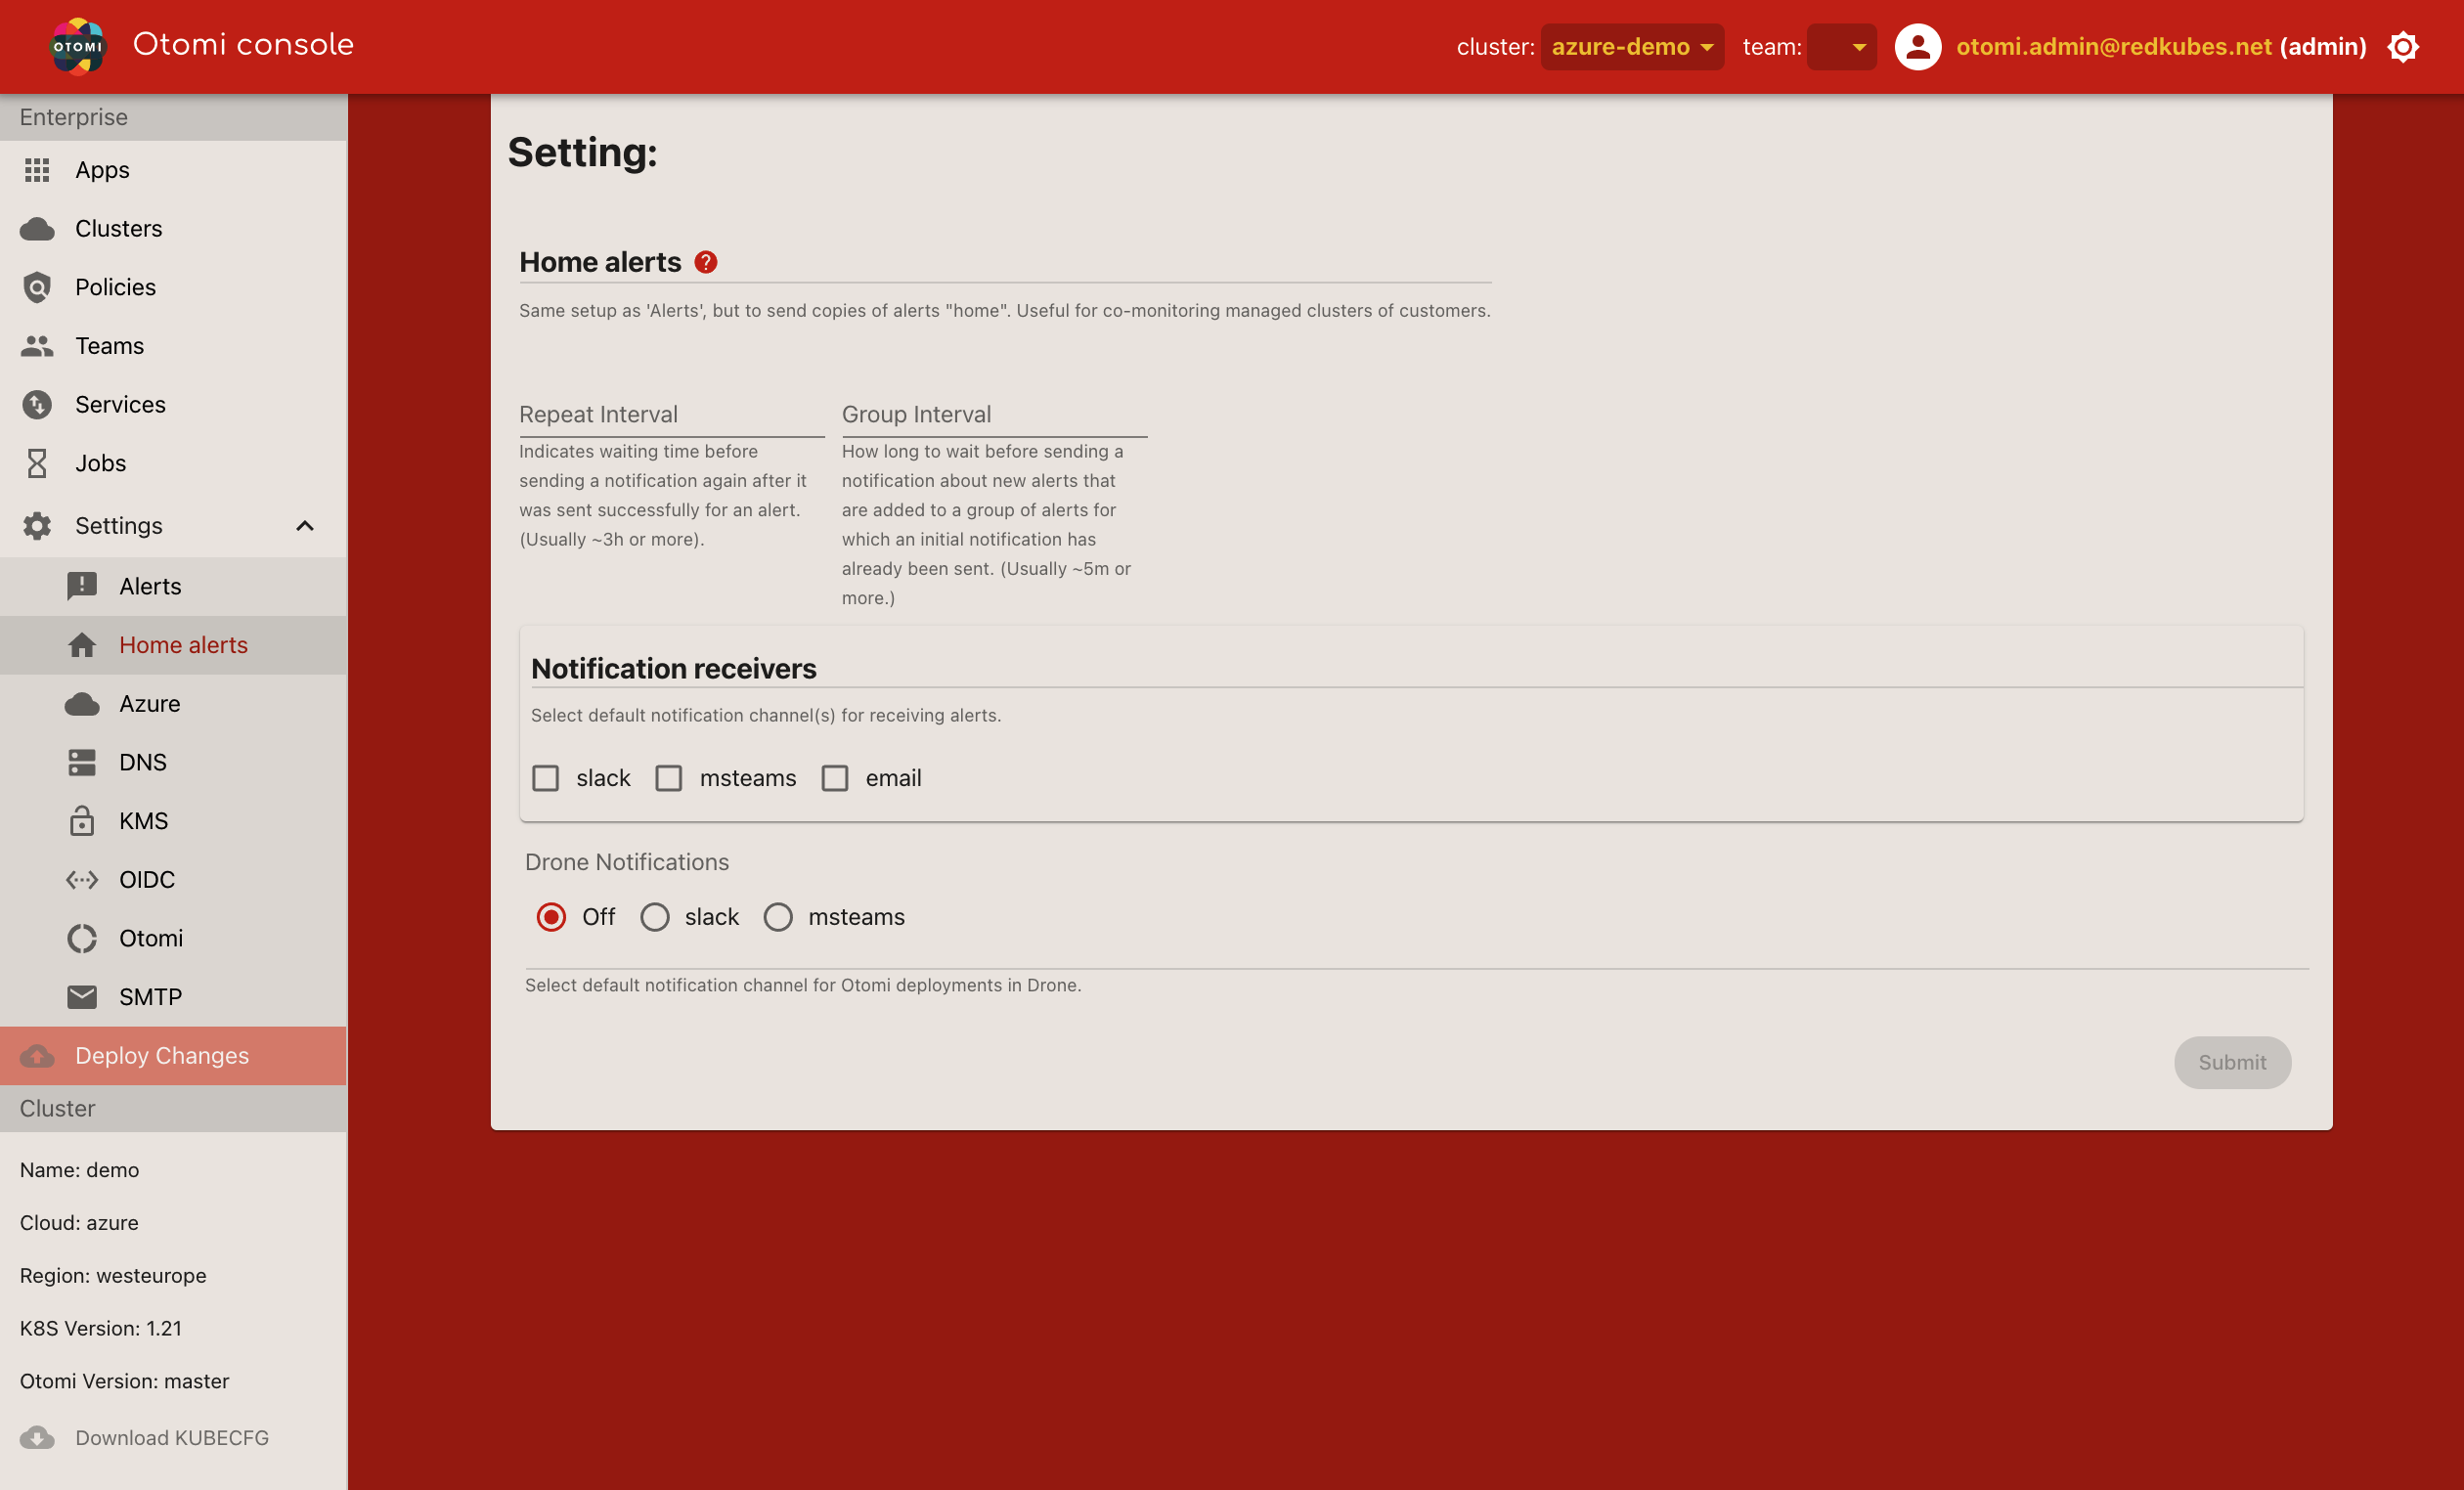 OTOMI
Otomi console
cluster: azure-demo team:
otomi.admin@redkubes.net (admin)
Enterprise
Apps
Clusters
Policies
Teams
Services
Jobs
Settings
Alerts
Home alerts
Azure
DNS
KMS
OIDC
Otomi
SMTP
Deploy Changes
Cluster
Name: demo
Cloud: azure
Region: westeurope
K8S Version: 1.21
Otomi Version: master
Download KUBECFG
Setting:
Home alerts ?
Same setup as 'Alerts', but to send copies of alerts "home". Useful for co-monitoring managed clusters of customers.
Repeat Interval
Indicates waiting time before
sending a notification again after it
was sent successfully for an alert.
(Usually ~3h or more).
Group Interval
How long to wait before sending a
notification about new alerts that
are added to a group of alerts for
which an initial notification has
already been sent. (Usually ~5m or
more.)
Notification receivers
Select default notification channel(s) for receiving alerts.
slack msteams email
Drone Notifications
Off slack msteams
Select default notification channel for Otomi deployments in Drone.
Submit